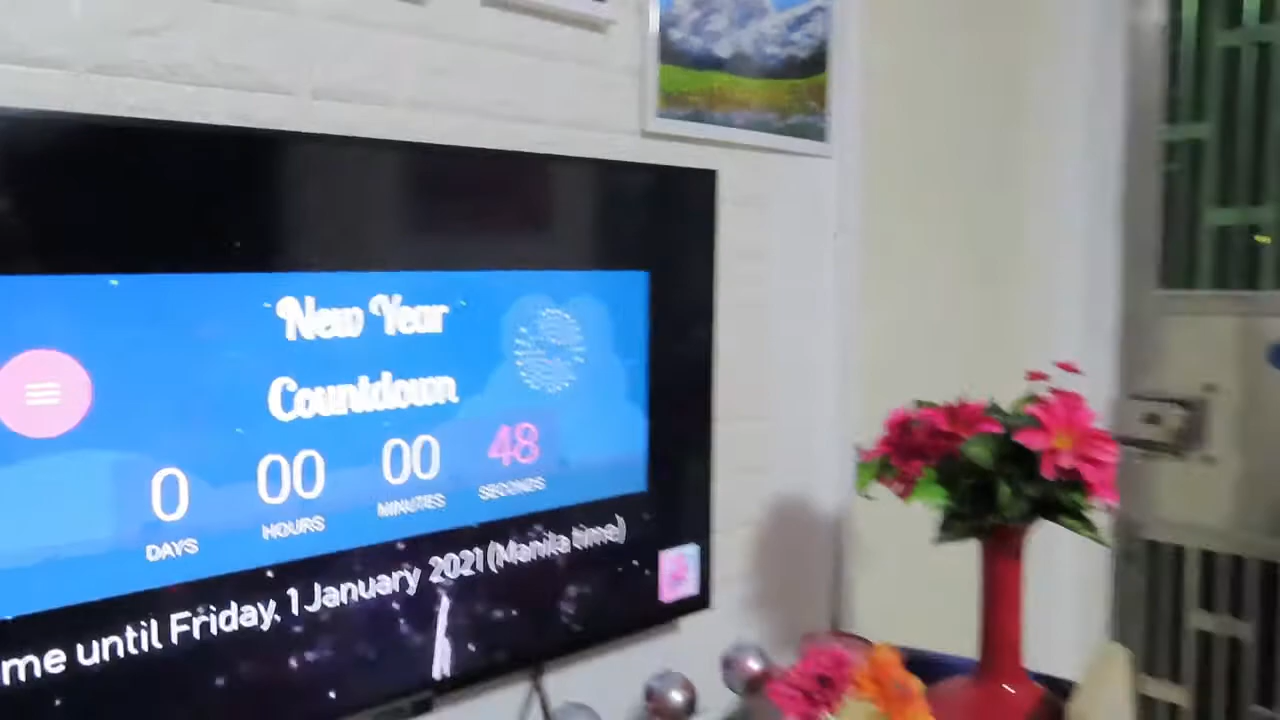 New Year
Countdown
0 00 00 48
DAYS HOURS MINUTES SECONDS
me until Friday, 1 January 2021 (Manila time)